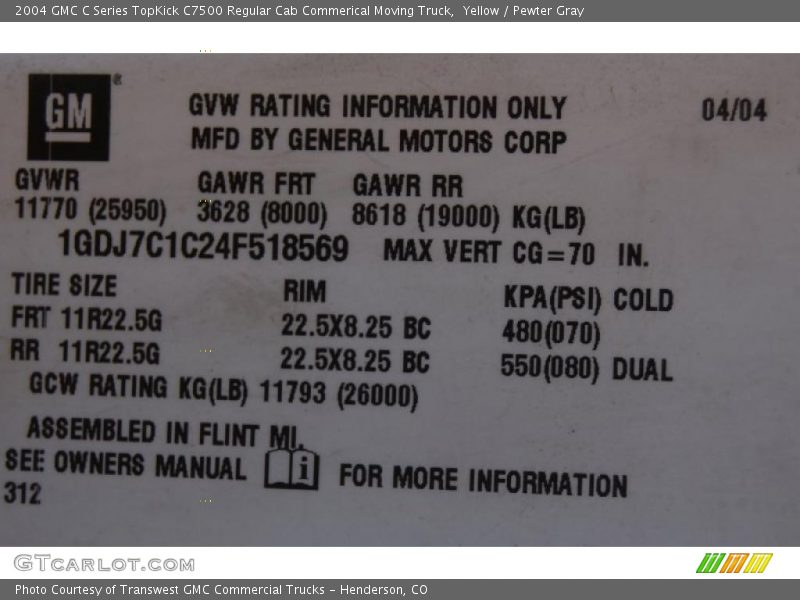 2004 GMC C Series TopKick C7500 Regular Cab Commerical Moving Truck,  Yellow / Pewter Gray
GM ®
GVW RATING INFORMATION ONLY 04/04
MFD BY GENERAL MOTORS CORP
GVWR GAWR FRT GAWR RR
11770 (25950) 3628 (8000) 8618 (19000) KG(LB)
1GDJ7C1C24F518569 MAX VERT CG=70 IN.
TIRE SIZE RIM KPA(PSI) COLD
FRT 11R22.5G 22.5X8.25 BC 480(070)
RR 11R22.5G 22.5X8.25 BC 550(080) DUAL
GCW RATING KG(LB) 11793 (26000)
ASSEMBLED IN FLINT MI.
SEE OWNERS MANUAL i FOR MORE INFORMATION
312
GTCARLOT.COM
Photo Courtesy of Transwest GMC Commercial Trucks - Henderson, CO